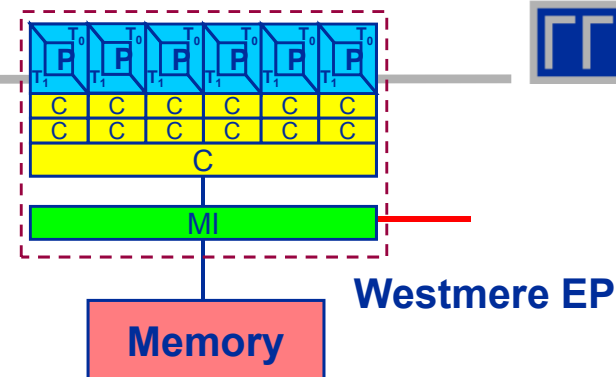 T0 T0 T0 T0 T0 T0
P P P P P P
T1 T1 T1 T1 T1 T1
C C C C C C
C C C C C C
C
MI
Westmere EP
Memory